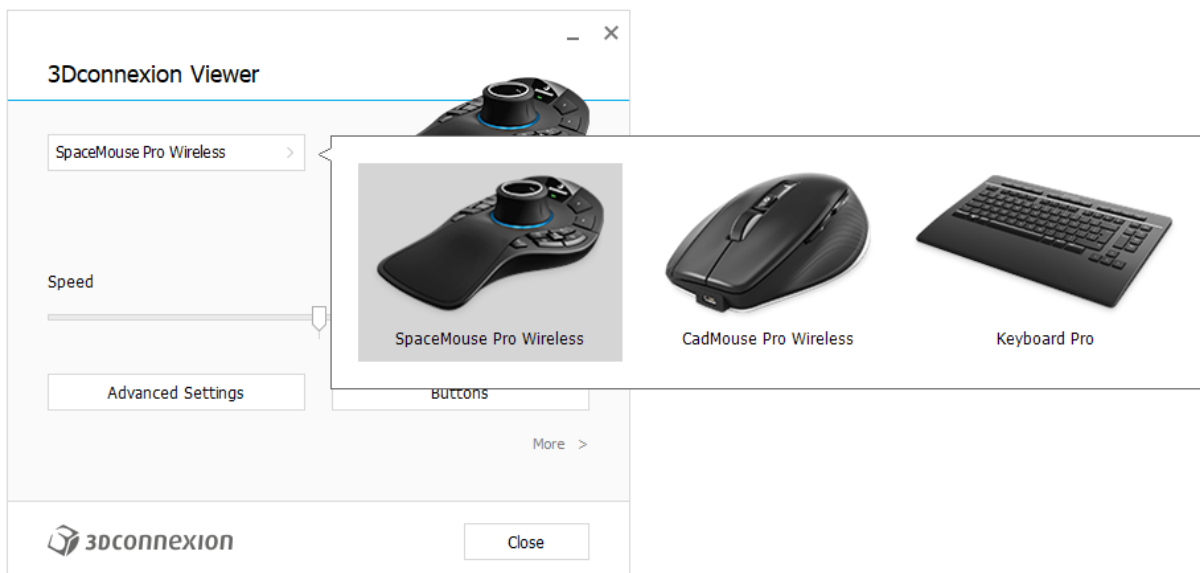 3Dconnexion Viewer
SpaceMouse Pro Wireless
SpaceMouse Pro Wireless
CadMouse Pro Wireless
Keyboard Pro
Speed
Advanced Settings
Buttons
More >
3Dconnexion
Close